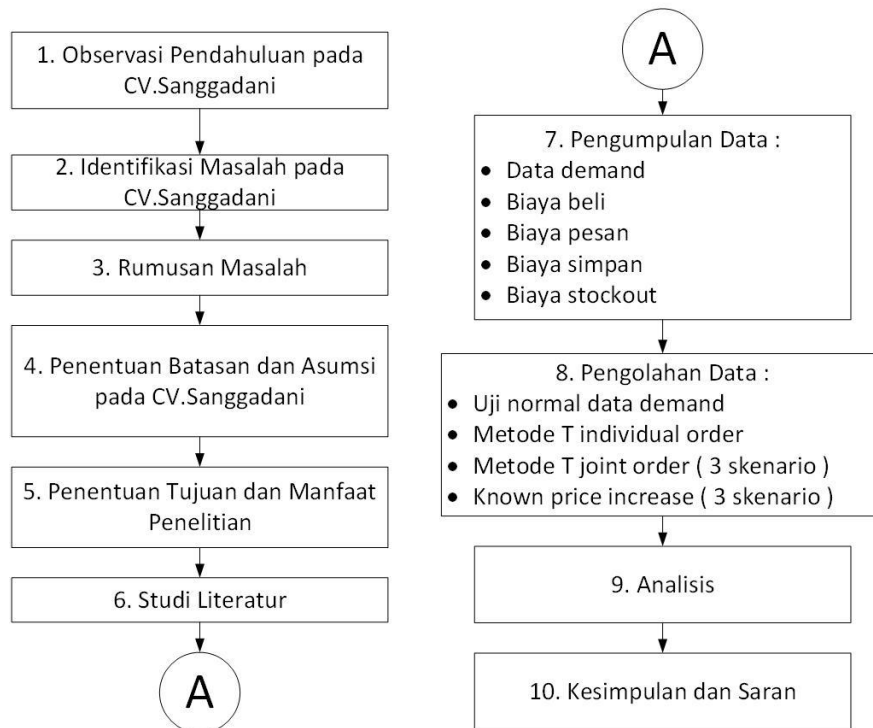 1. Observasi Pendahuluan pada
CV.Sanggadani
2. Identifikasi Masalah pada
CV.Sanggadani
3. Rumusan Masalah
4. Penentuan Batasan dan Asumsi
pada CV.Sanggadani
5. Penentuan Tujuan dan Manfaat
Penelitian
6. Studi Literatur
A
A
7. Pengumpulan Data :
• Data demand
• Biaya beli
• Biaya pesan
• Biaya simpan
• Biaya stockout
8. Pengolahan Data :
• Uji normal data demand
• Metode T individual order
• Metode T joint order ( 3 skenario )
• Known price increase ( 3 skenario )
9. Analisis
10. Kesimpulan dan Saran